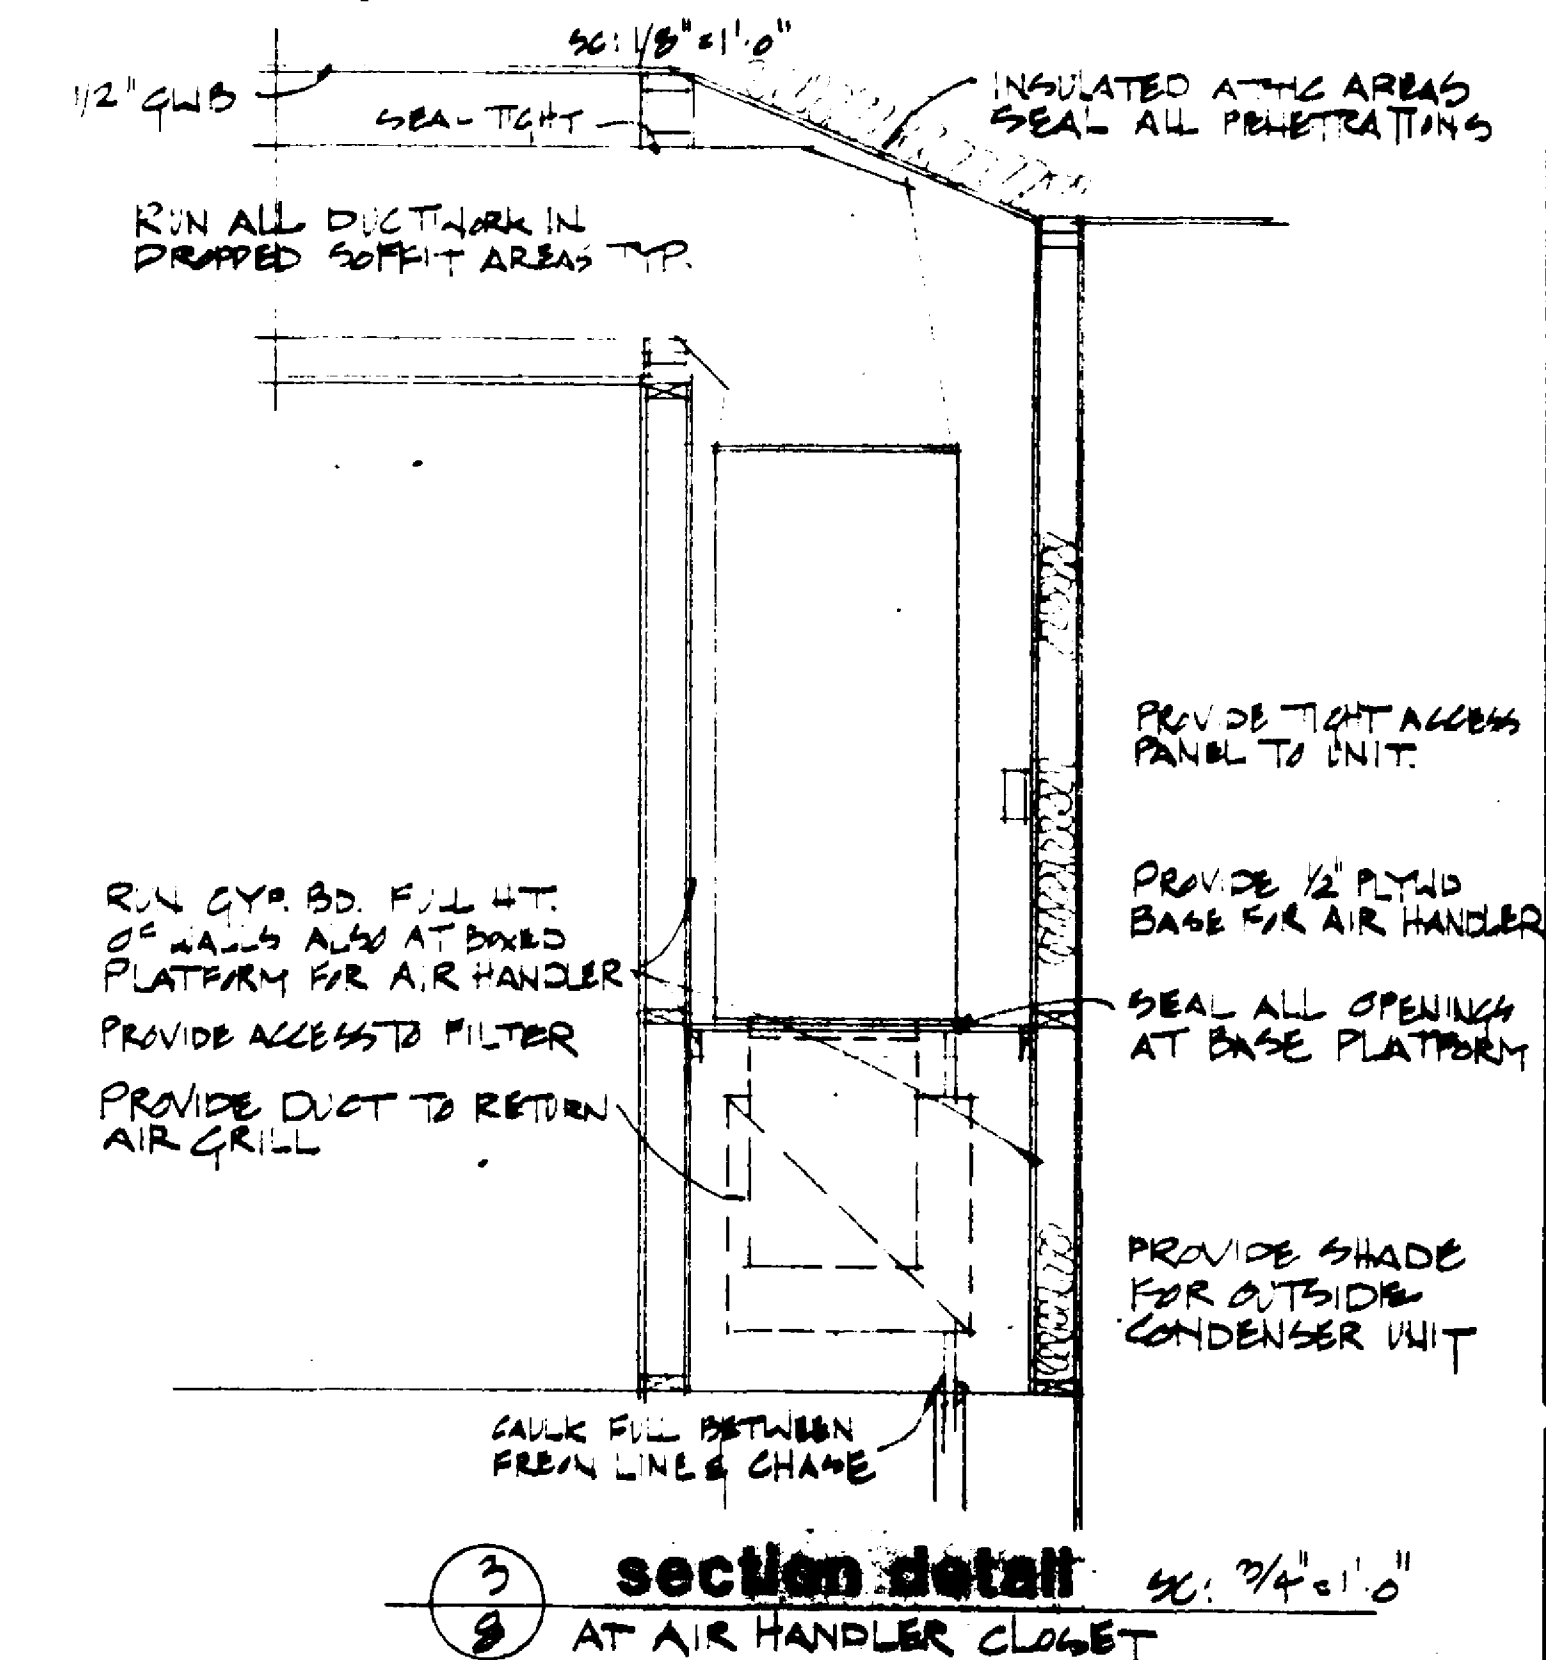 SC: 1/8" = 1'-0"
1/2" GWB
SEAL TIGHT
INSULATED ATTIC AREAS
SEAL ALL PENETRATIONS
RUN ALL DUCTWORK IN
DROPPED SOFFIT AREAS TYP.
PROVIDE TIGHT ACCESS
PANEL TO UNIT.
RUN GYP. BD. FULL HT.
OF WALLS ALSO AT BOXED
PLATFORM FOR AIR HANDLER
PROVIDE 1/2" PLYWD
BASE FOR AIR HANDLER
PROVIDE ACCESS TO FILTER
SEAL ALL OPENINGS
AT BASE PLATFORM
PROVIDE DUCT TO RETURN
AIR GRILL
PROVIDE SHADE
FOR OUTSIDE
CONDENSER UNIT
CAULK FULL BETWEEN
FREON LINE & CHASE
3
8
section detail SC: 3/4" = 1'-0"
AT AIR HANDLER CLOSET